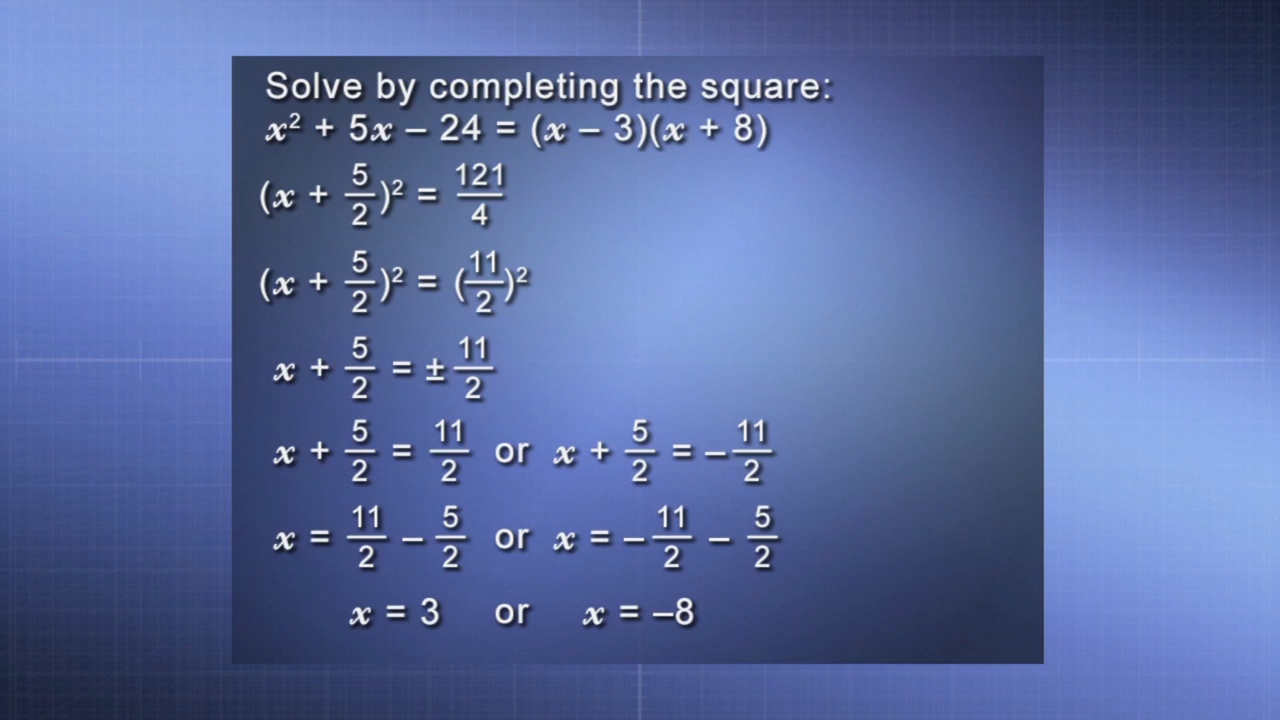 Solve by completing the square:
x² + 5x – 24 = (x – 3)(x + 8)
(x + 5/2)² = 121/4
(x + 5/2)² = (11/2)²
x + 5/2 = ± 11/2
x + 5/2 = 11/2 or x + 5/2 = – 11/2
x = 11/2 – 5/2 or x = – 11/2 – 5/2
x = 3 or x = –8